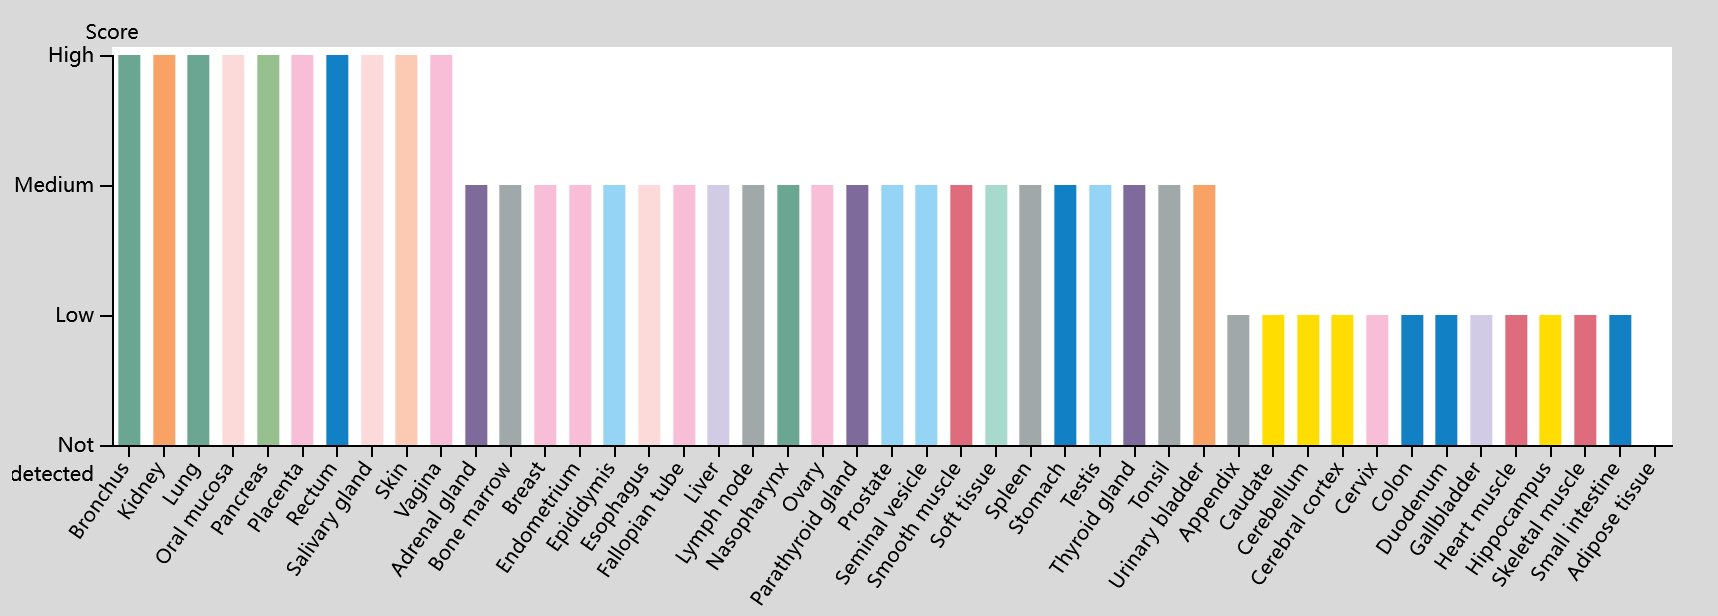 Score
High
Medium
Low
Not
detected
Bronchus
Kidney
Lung
Oral mucosa
Pancreas
Placenta
Rectum
Salivary gland
Skin
Vagina
Adrenal gland
Bone marrow
Breast
Endometrium
Epididymis
Esophagus
Fallopian tube
Liver
Lymph node
Nasopharynx
Ovary
Parathyroid gland
Prostate
Seminal vesicle
Smooth muscle
Soft tissue
Spleen
Stomach
Testis
Thyroid gland
Tonsil
Urinary bladder
Appendix
Caudate
Cerebellum
Cerebral cortex
Cervix
Colon
Duodenum
Gallbladder
Heart muscle
Hippocampus
Skeletal muscle
Small intestine
Adipose tissue